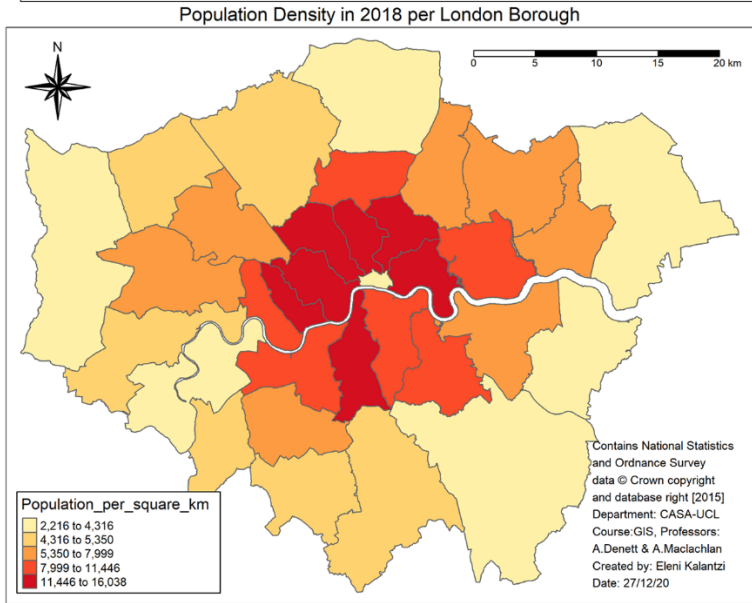 Population Density in 2018 per London Borough
N
0 5 10 15 20 km
Contains National Statistics
and Ordnance Survey
data © Crown copyright
and database right [2015]
Department: CASA-UCL
Course:GIS, Professors:
A.Denett & A.Maclachlan
Created by: Eleni Kalantzi
Date: 27/12/20
Population_per_square_km
2,216 to 4,316
4,316 to 5,350
5,350 to 7,999
7,999 to 11,446
11,446 to 16,038